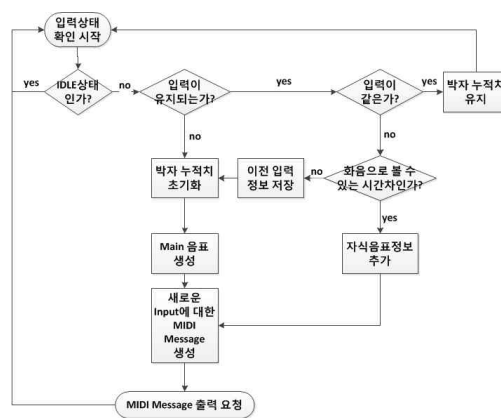 입력상태
확인 시작
yes
IDLE상태
인가?
no
입력이
유지되는가?
yes
입력이
같은가?
yes
박자 누적치
유지
no
no
박자 누적치
초기화
이전 입력
정보 저장
no
화음으로 볼 수
있는 시간차인가?
yes
Main 음표
생성
자식음표정보
추가
새로운
Input에 대한
MIDI
Message
생성
MIDI Message 출력 요청